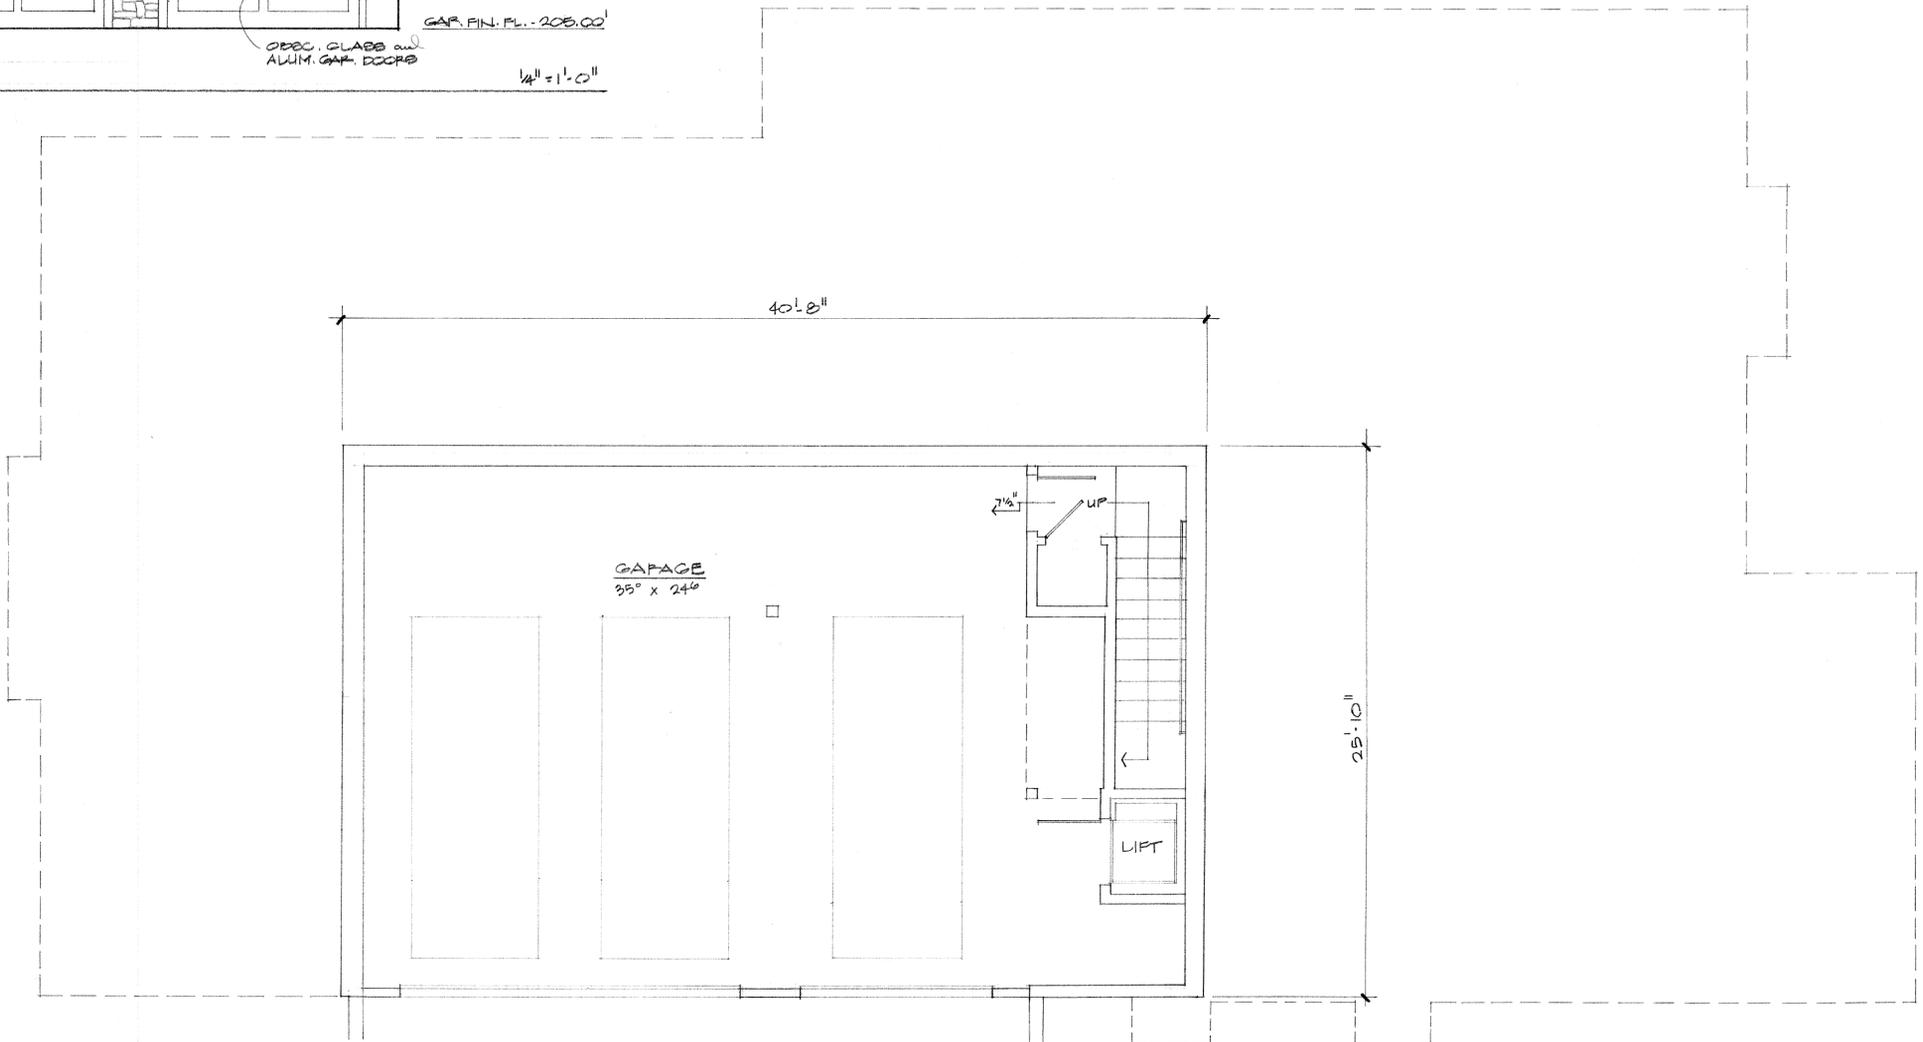 GAR. FIN. FL. - 205.00'
OBSC. GLASS and
ALUM. GAR. DOORS
1/4" = 1'-0"
40'-8"
7 1/2"
UP
GARAGE
35⁰ x 24⁶
25'-10"
LIFT